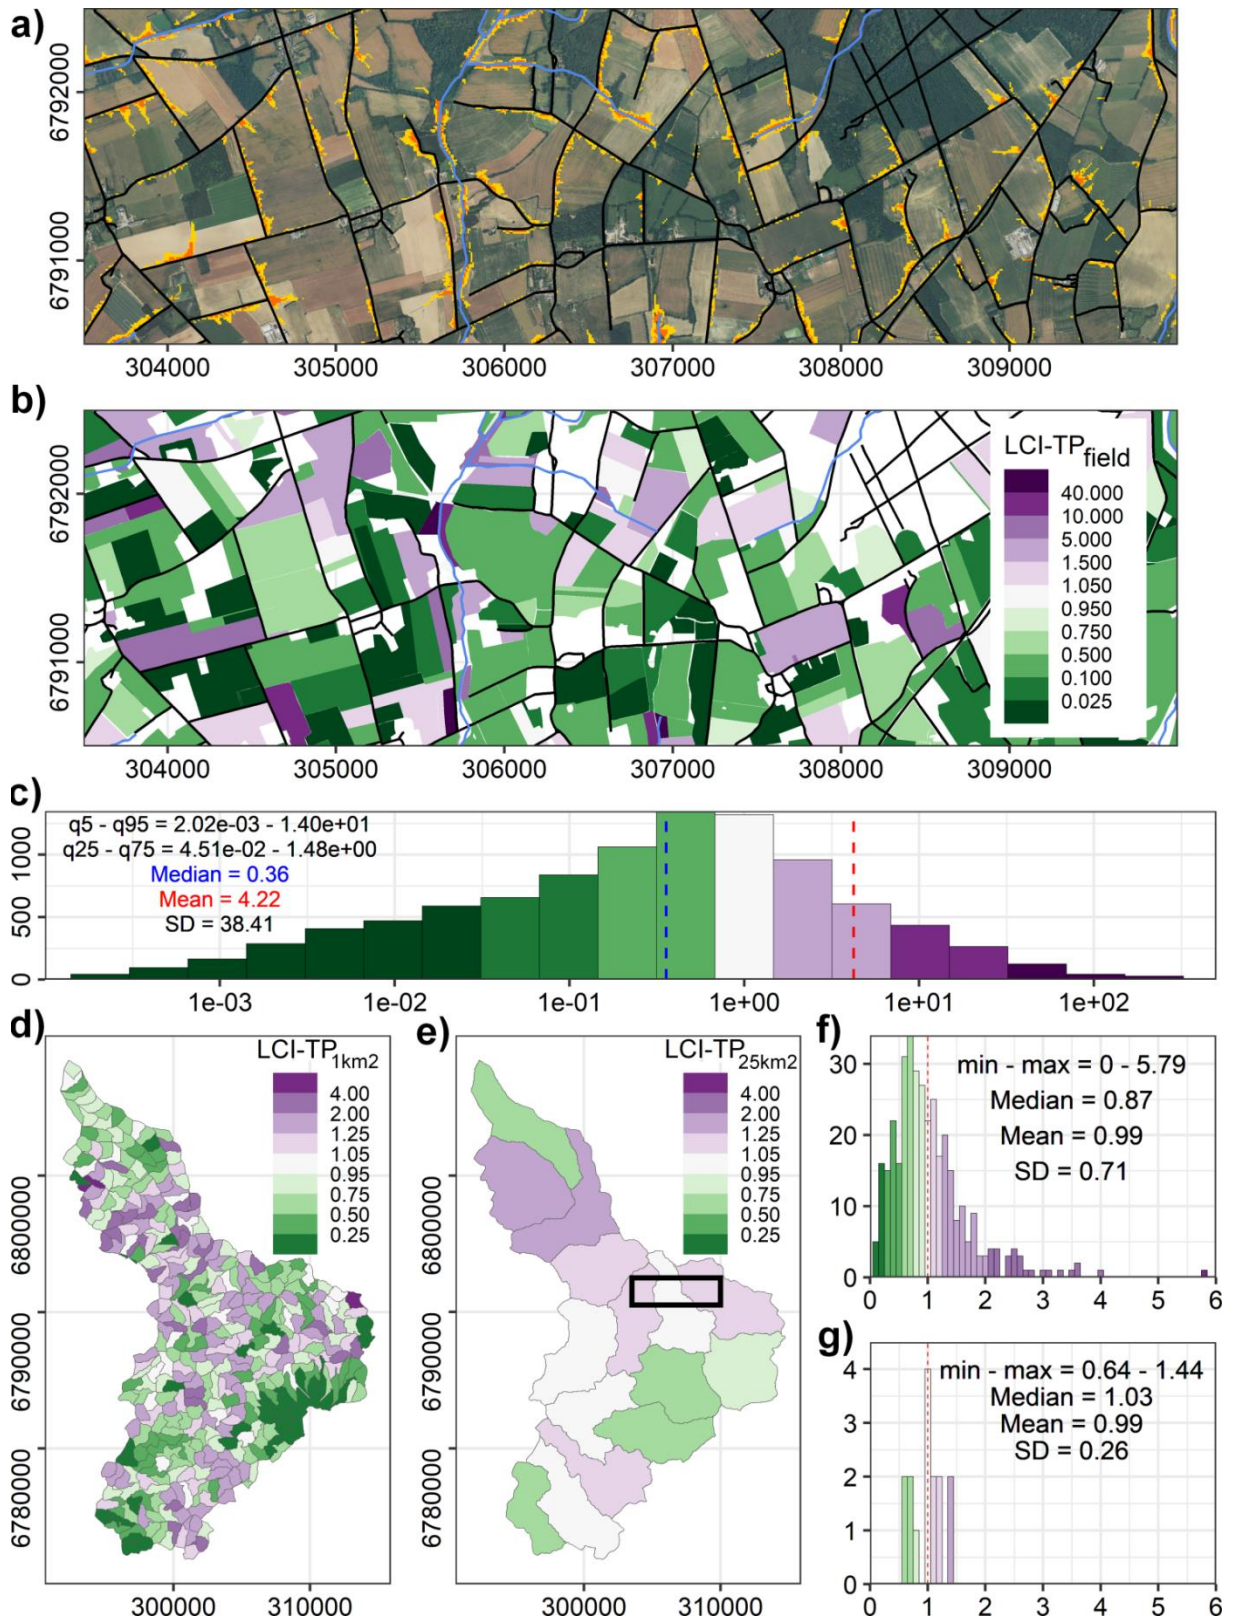 a)
6792000
6791000
304000 305000 306000 307000 308000 309000
b)
6792000
6791000
LCI-TPfield
40.000
10.000
5.000
1.500
1.050
0.950
0.750
0.500
0.100
0.025
304000 305000 306000 307000 308000 309000
c)
q5 - q95 = 2.02e-03 - 1.40e+01
q25 - q75 = 4.51e-02 - 1.48e+00
Median = 0.36
Mean = 4.22
SD = 38.41
1000
500
0
1e-03 1e-02 1e-01 1e+00 1e+01 1e+02
d)
LCI-TP1km2
4.00
2.00
1.25
1.05
0.95
0.75
0.50
0.25
6800000
6790000
6780000
300000 310000
e)
LCI-TP25km2
4.00
2.00
1.25
1.05
0.95
0.75
0.50
0.25
6800000
6790000
6780000
300000 310000
f)
min - max = 0 - 5.79
Median = 0.87
Mean = 0.99
SD = 0.71
30
20
10
0
0 1 2 3 4 5 6
g)
min - max = 0.64 - 1.44
Median = 1.03
Mean = 0.99
SD = 0.26
4
3
2
1
0
0 1 2 3 4 5 6